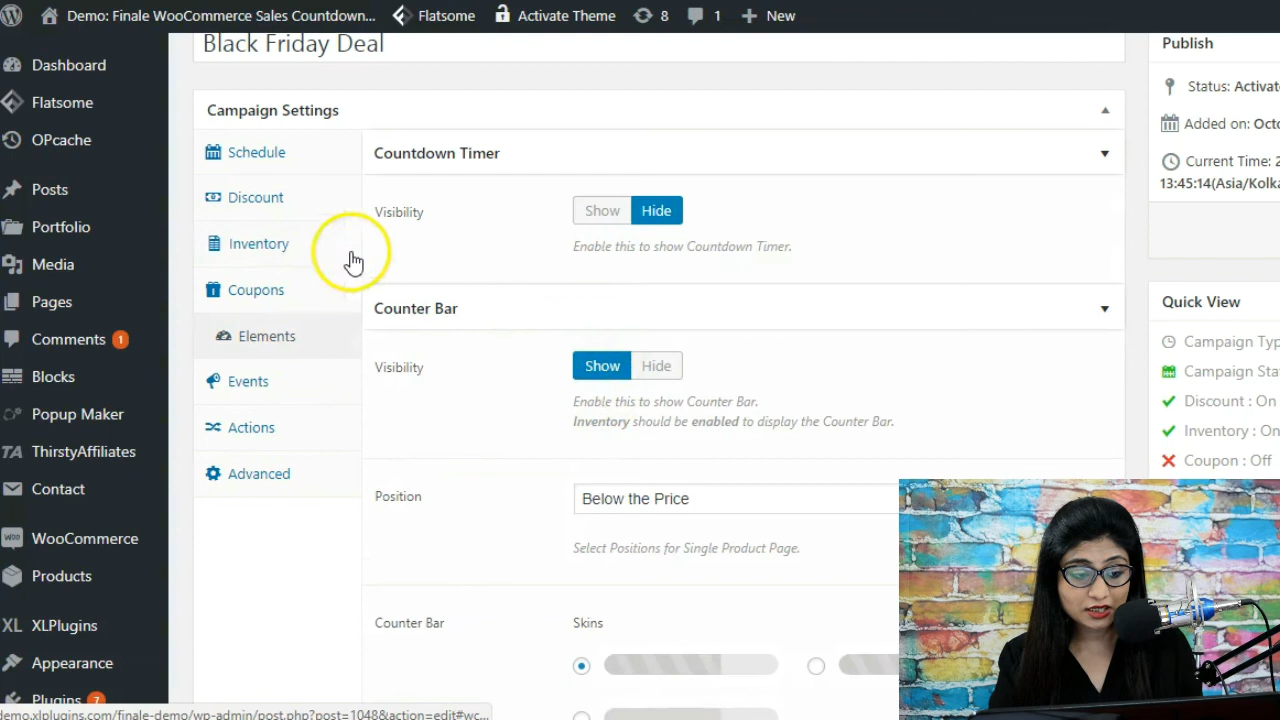 Demo: Finale WooCommerce Sales Countdown... Flatsome Activate Theme 8 1 New
Dashboard
Flatsome
OPcache
Posts
Portfolio
Media
Pages
Comments 1
Blocks
Popup Maker
TA ThirstyAffiliates
Contact
WOO WooCommerce
Products
XL XLPlugins
Appearance
Plugins 7
Black Friday Deal
Campaign Settings
Schedule
Discount
Inventory
Coupons
Elements
Events
Actions
Advanced
Countdown Timer
Visibility
Show Hide
Enable this to show Countdown Timer.
Counter Bar
Visibility
Show Hide
Enable this to show Counter Bar.
Inventory should be enabled to display the Counter Bar.
Position
Below the Price
Select Positions for Single Product Page.
Counter Bar
Skins
Publish
Status: Activat
Added on: Octo
Current Time: 2
13:45:14(Asia/Kolka
Quick View
Campaign Typ
Campaign Sta
Discount : On
Inventory : On
Coupon : Off
demo.xlplugins.com/finale-demo/wp-admin/post.php?post=1048&action=edit#wc...